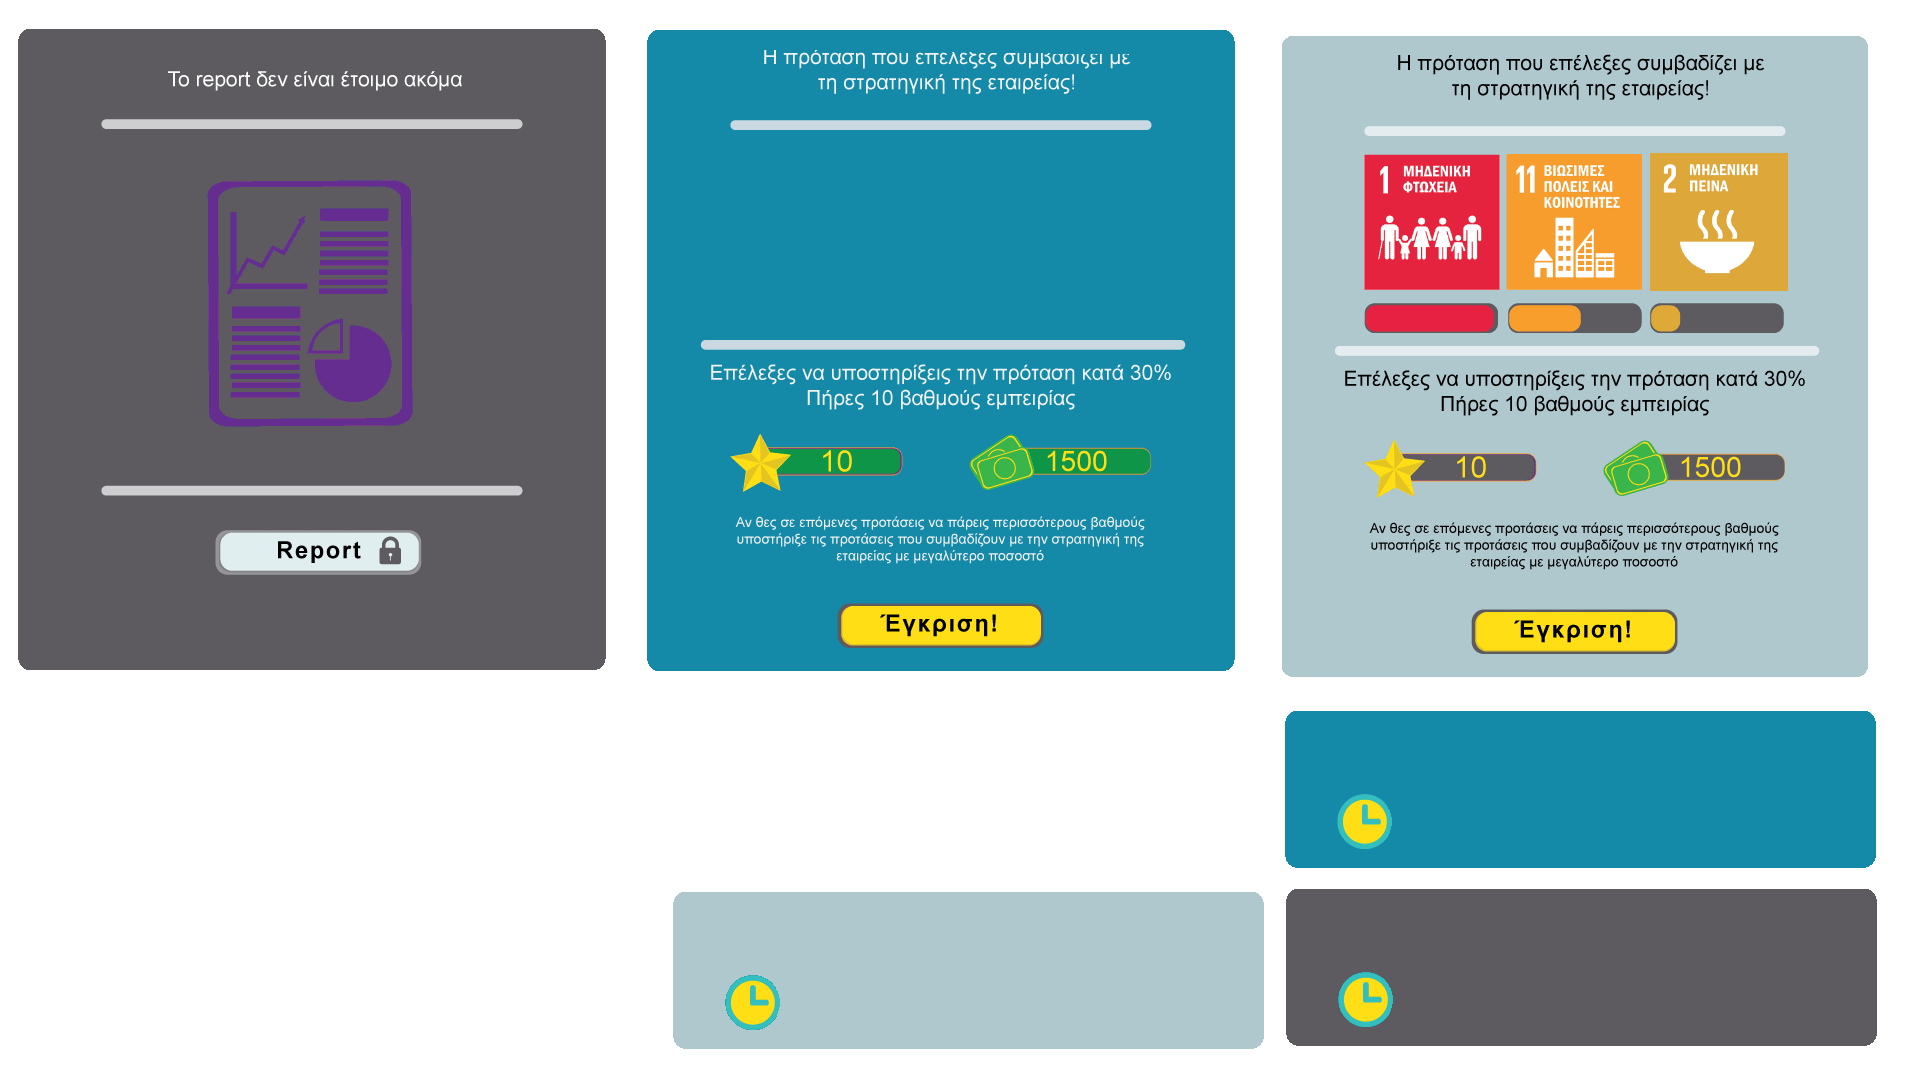 Το report δεν είναι έτοιμο ακόμα
Report
Η πρόταση που επέλεξες συμβαδίζει με
τη στρατηγική της εταιρείας!
Επέλεξες να υποστηρίξεις την πρόταση κατά 30%
Πήρες 10 βαθμούς εμπειρίας
10
1500
Αν θες σε επόμενες προτάσεις να πάρεις περισσότερους βαθμούς
υποστήριξε τις προτάσεις που συμβαδίζουν με την στρατηγική της
εταιρείας με μεγαλύτερο ποσοστό
Έγκριση!
Η πρόταση που επέλεξες συμβαδίζει με
τη στρατηγική της εταιρείας!
1 ΜΗΔΕΝΙΚΗ
ΦΤΩΧΕΙΑ
11 ΒΙΩΣΙΜΕΣ
ΠΟΛΕΙΣ ΚΑΙ
ΚΟΙΝΟΤΗΤΕΣ
2 ΜΗΔΕΝΙΚΗ
ΠΕΙΝΑ
Επέλεξες να υποστηρίξεις την πρόταση κατά 30%
Πήρες 10 βαθμούς εμπειρίας
10
1500
Αν θες σε επόμενες προτάσεις να πάρεις περισσότερους βαθμούς
υποστήριξε τις προτάσεις που συμβαδίζουν με την στρατηγική της
εταιρείας με μεγαλύτερο ποσοστό
Έγκριση!